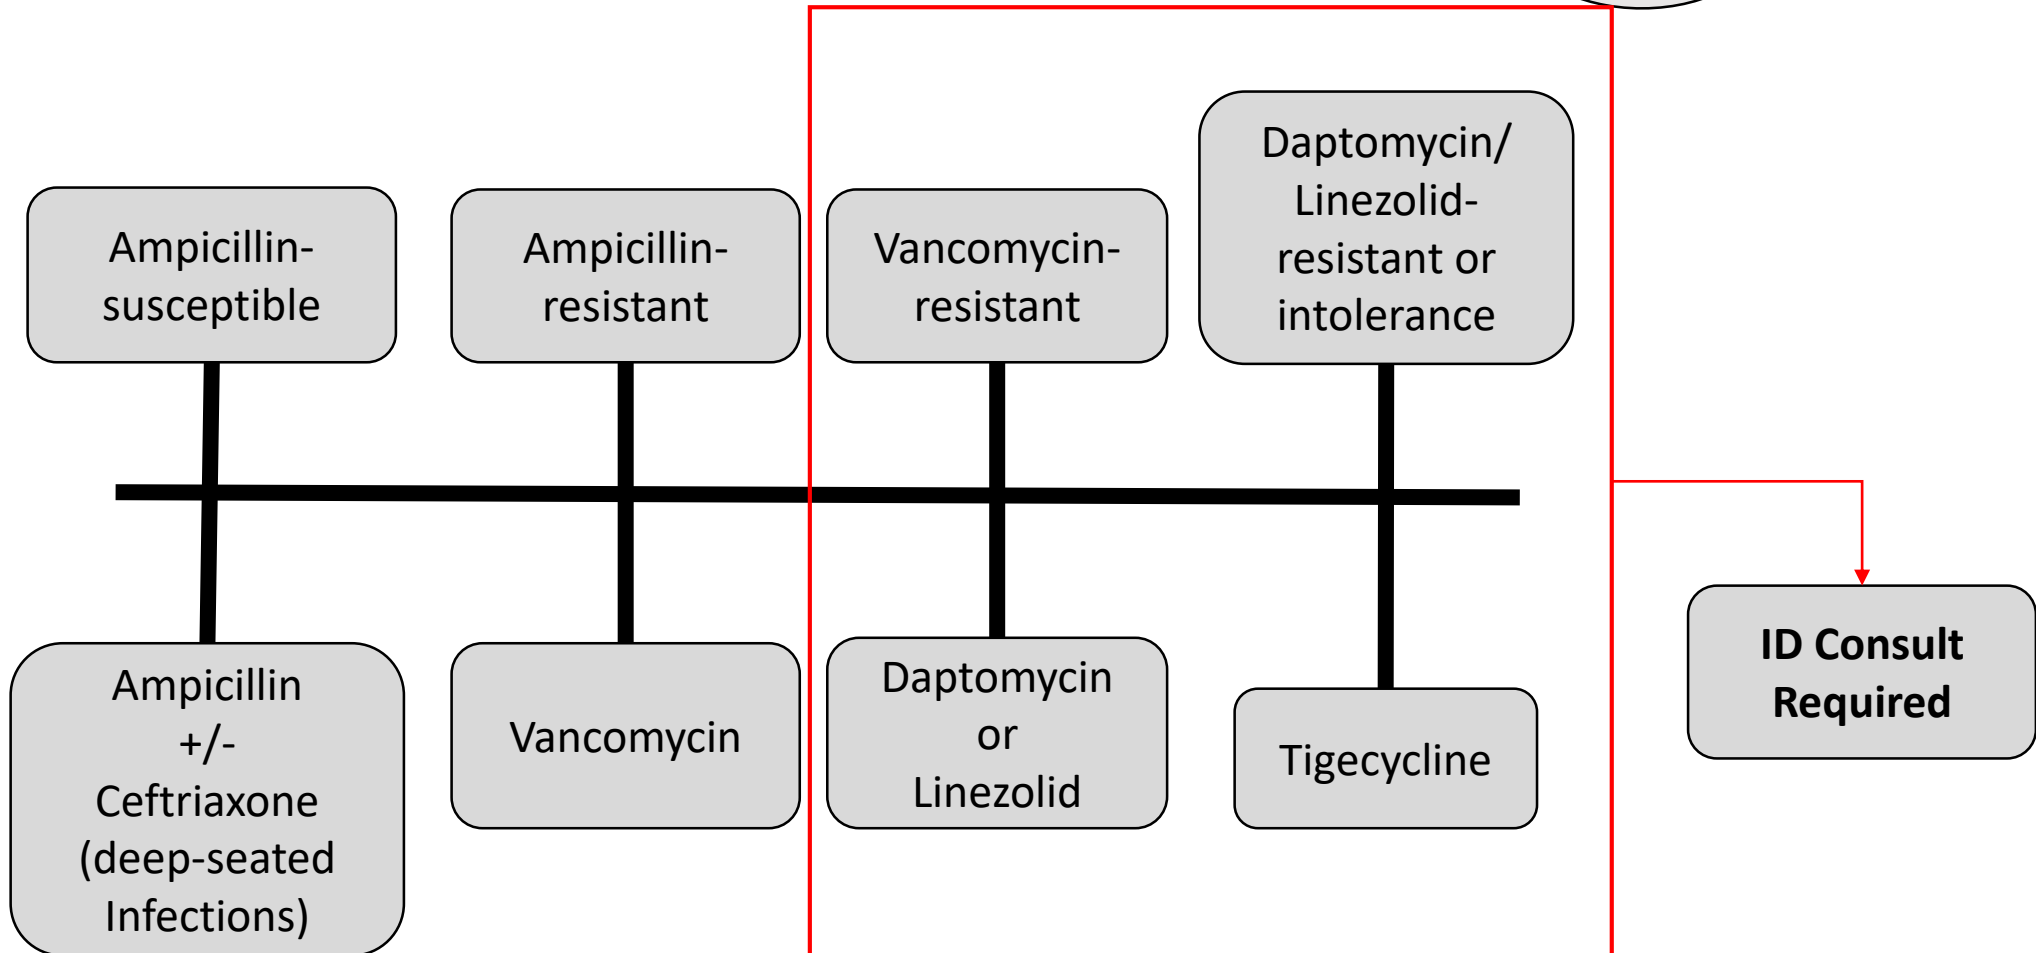 Ampicillin-
susceptible
Ampicillin-
resistant
Vancomycin-
resistant
Daptomycin/
Linezolid-
resistant or
intolerance
Ampicillin
+/-
Ceftriaxone
(deep-seated
Infections)
Vancomycin
Daptomycin
or
Linezolid
Tigecycline
ID Consult
Required